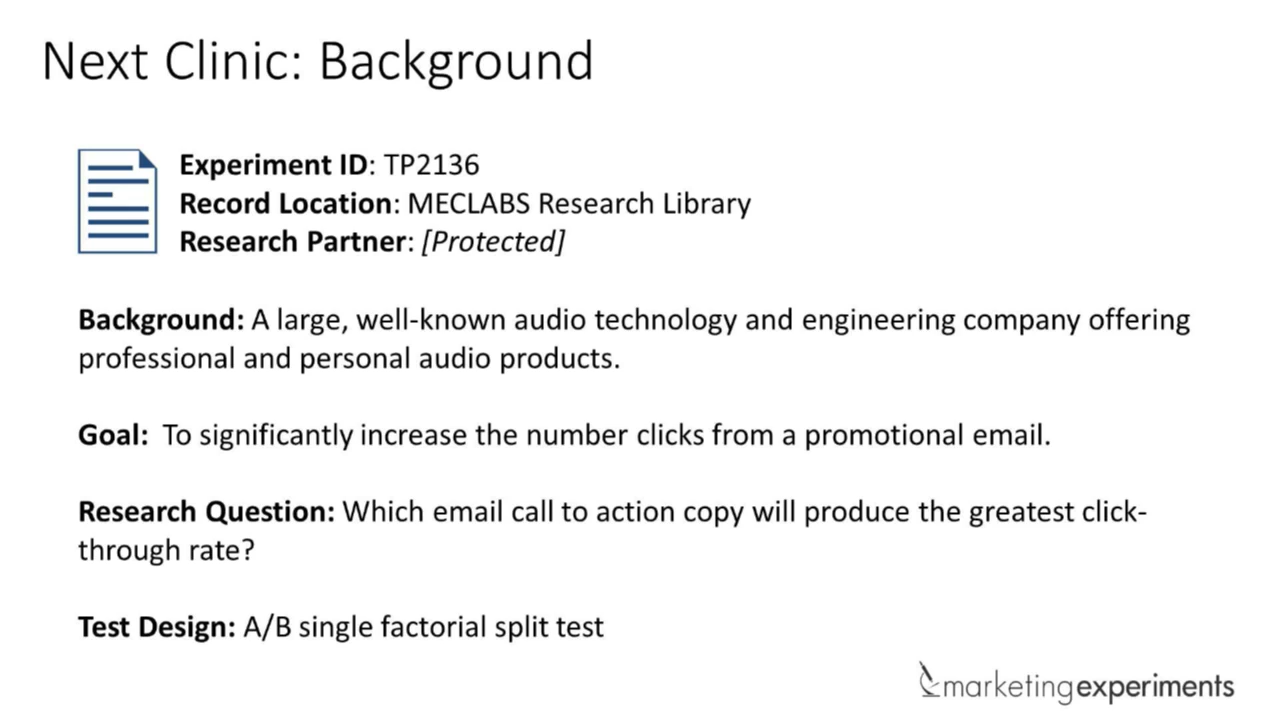 Next Clinic: Background
Experiment ID: TP2136
Record Location: MECLABS Research Library
Research Partner: [Protected]
Background: A large, well-known audio technology and engineering company offering
professional and personal audio products.
Goal:  To significantly increase the number clicks from a promotional email.
Research Question: Which email call to action copy will produce the greatest click-
through rate?
Test Design: A/B single factorial split test
marketingexperiments